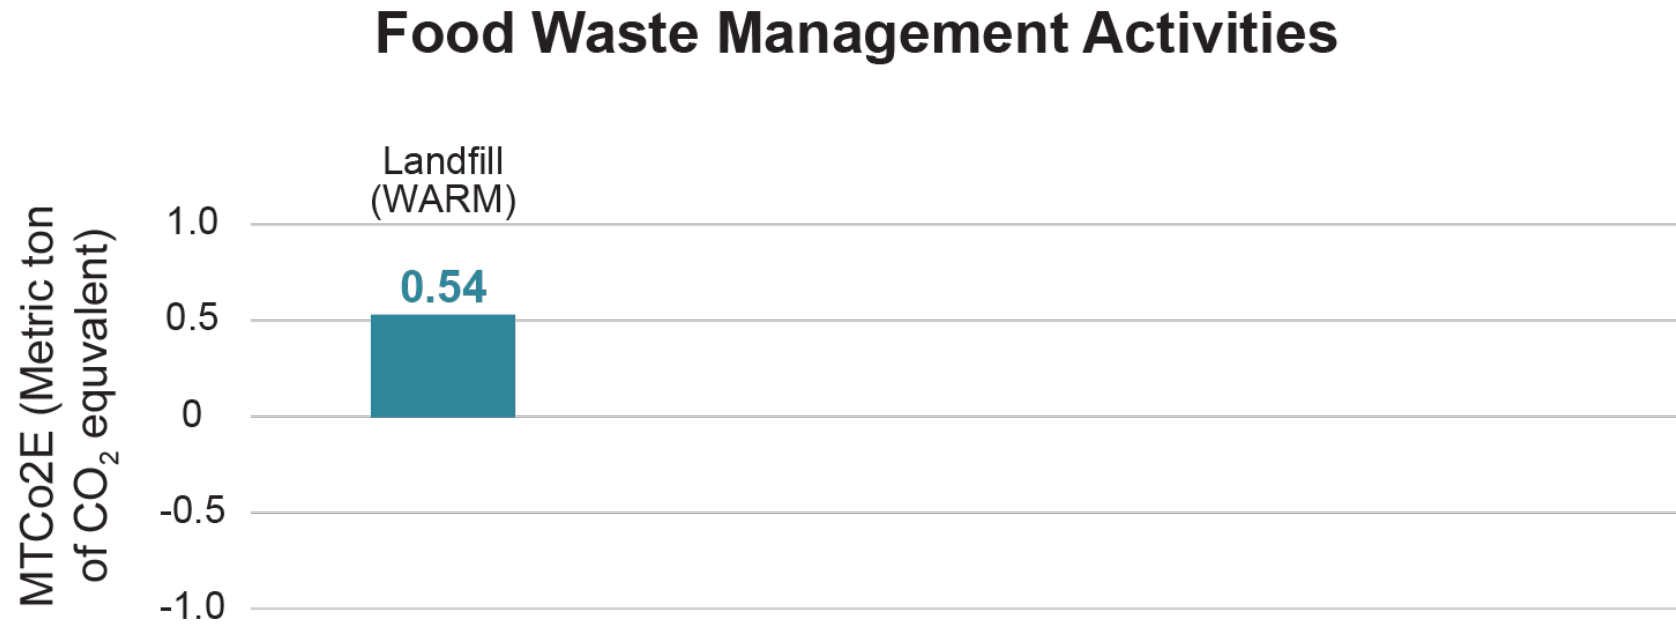 Food Waste Management Activities
Landfill
(WARM)
1.0
0.54
0.5
0
-0.5
-1.0
MTCo2E (Metric ton
of CO₂ equvalent)